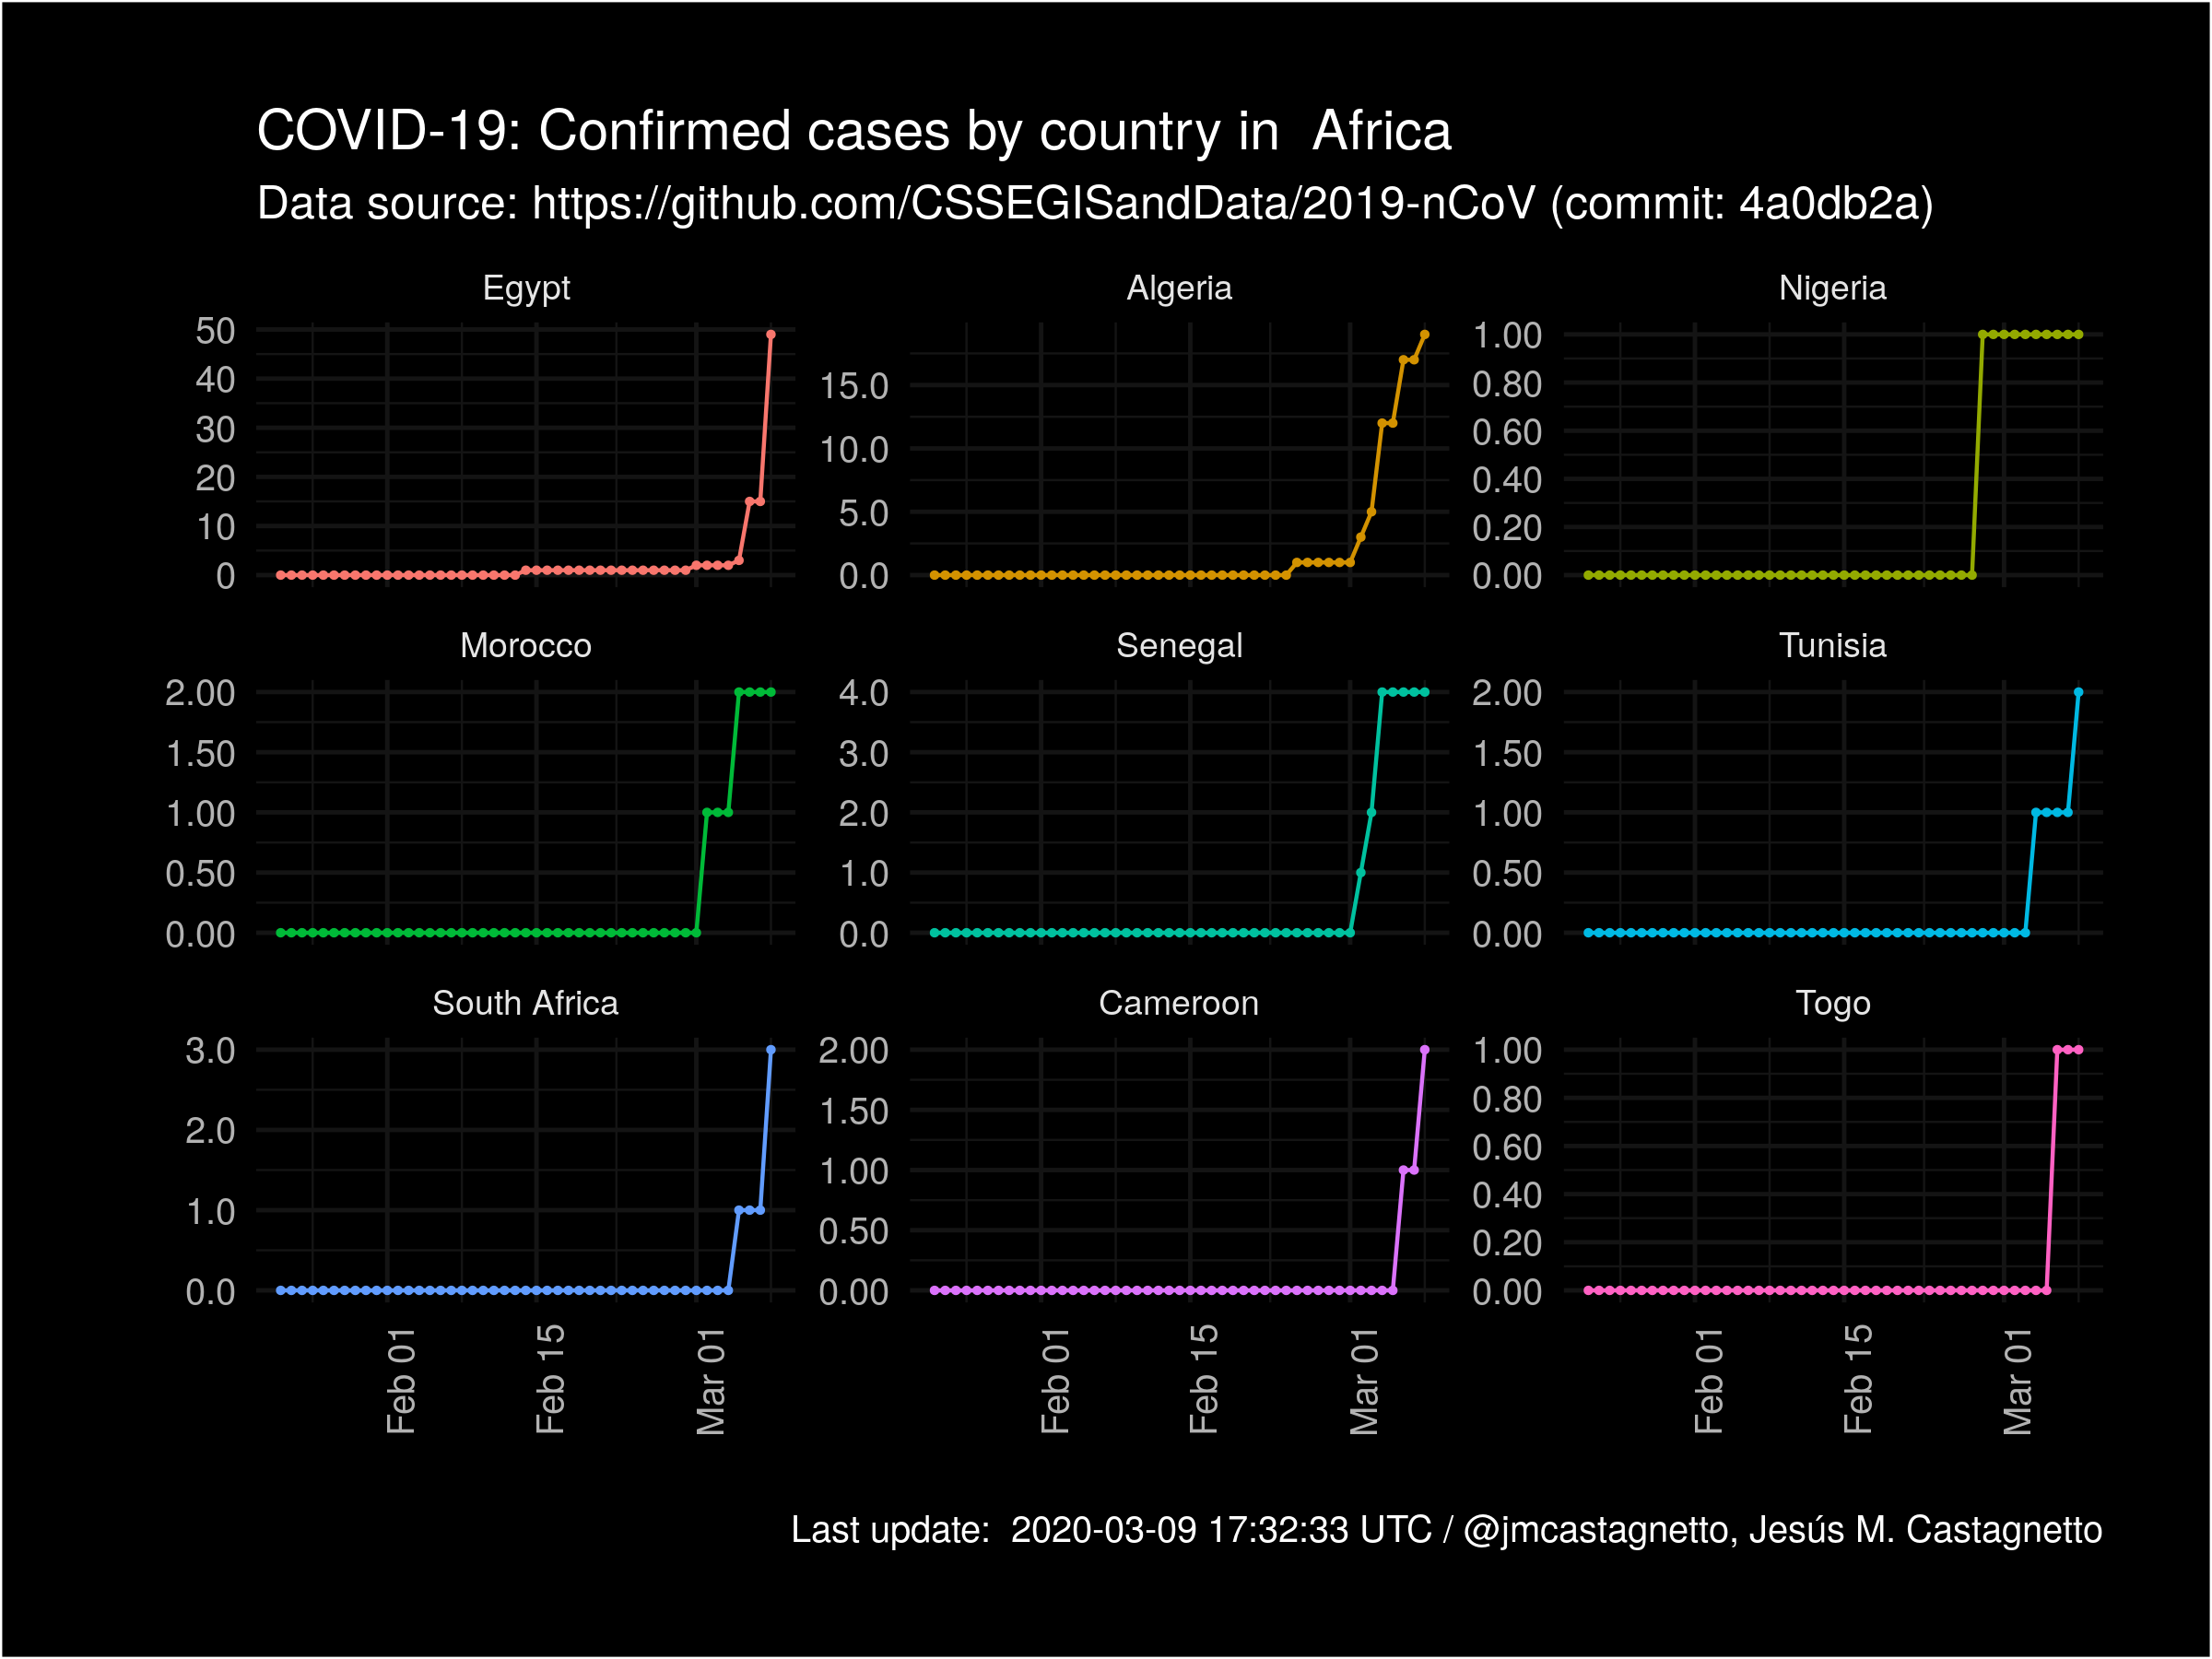 COVID-19: Confirmed cases by country in  Africa
Data source: https://github.com/CSSEGISandData/2019-nCoV (commit: 4a0db2a)
Egypt
50
40
30
20
10
0
Algeria
15.0
10.0
5.0
0.0
Nigeria
1.00
0.80
0.60
0.40
0.20
0.00
Morocco
2.00
1.50
1.00
0.50
0.00
Senegal
4.0
3.0
2.0
1.0
0.0
Tunisia
2.00
1.50
1.00
0.50
0.00
South Africa
3.0
2.0
1.0
0.0
Feb 01
Feb 15
Mar 01
Cameroon
2.00
1.50
1.00
0.50
0.00
Feb 01
Feb 15
Mar 01
Togo
1.00
0.80
0.60
0.40
0.20
0.00
Feb 01
Feb 15
Mar 01
Last update:  2020-03-09 17:32:33 UTC / @jmcastagnetto, Jesús M. Castagnetto